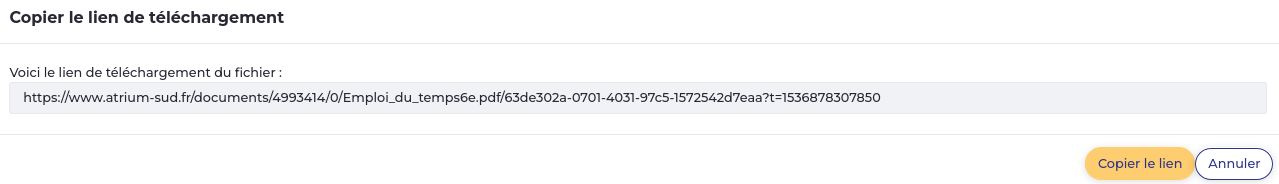 Copier le lien de téléchargement
Voici le lien de téléchargement du fichier :
https://www.atrium-sud.fr/documents/4993414/0/Emploi_du_temps6e.pdf/63de302a-0701-4031-97c5-1572542d7eaa?t=1536878307850
Copier le lien Annuler